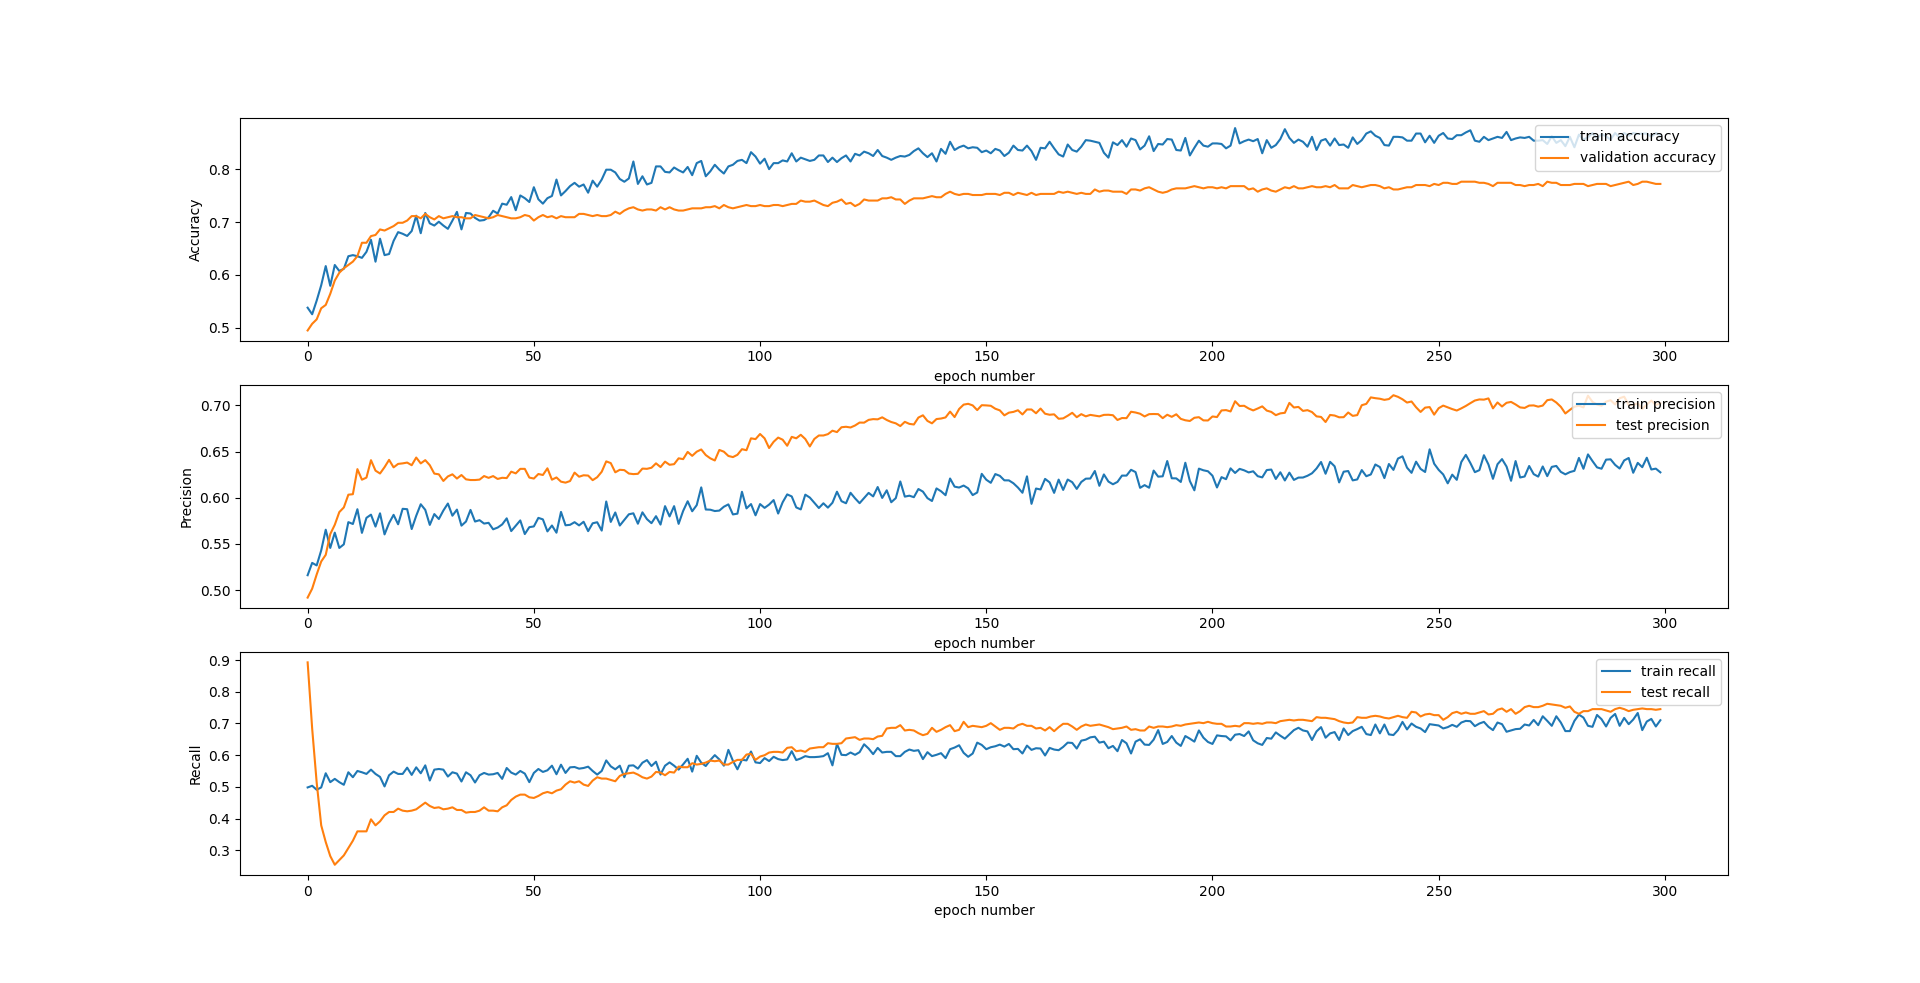 train accuracy
validation accuracy
0.8
0.7
0.6
0.5
Accuracy
0 50 100 150 200 250 300
epoch number
train precision
test precision
0.70
0.65
0.60
0.55
0.50
Precision
0 50 100 150 200 250 300
epoch number
train recall
test recall
0.9
0.8
0.7
0.6
0.5
0.4
0.3
Recall
0 50 100 150 200 250 300
epoch number